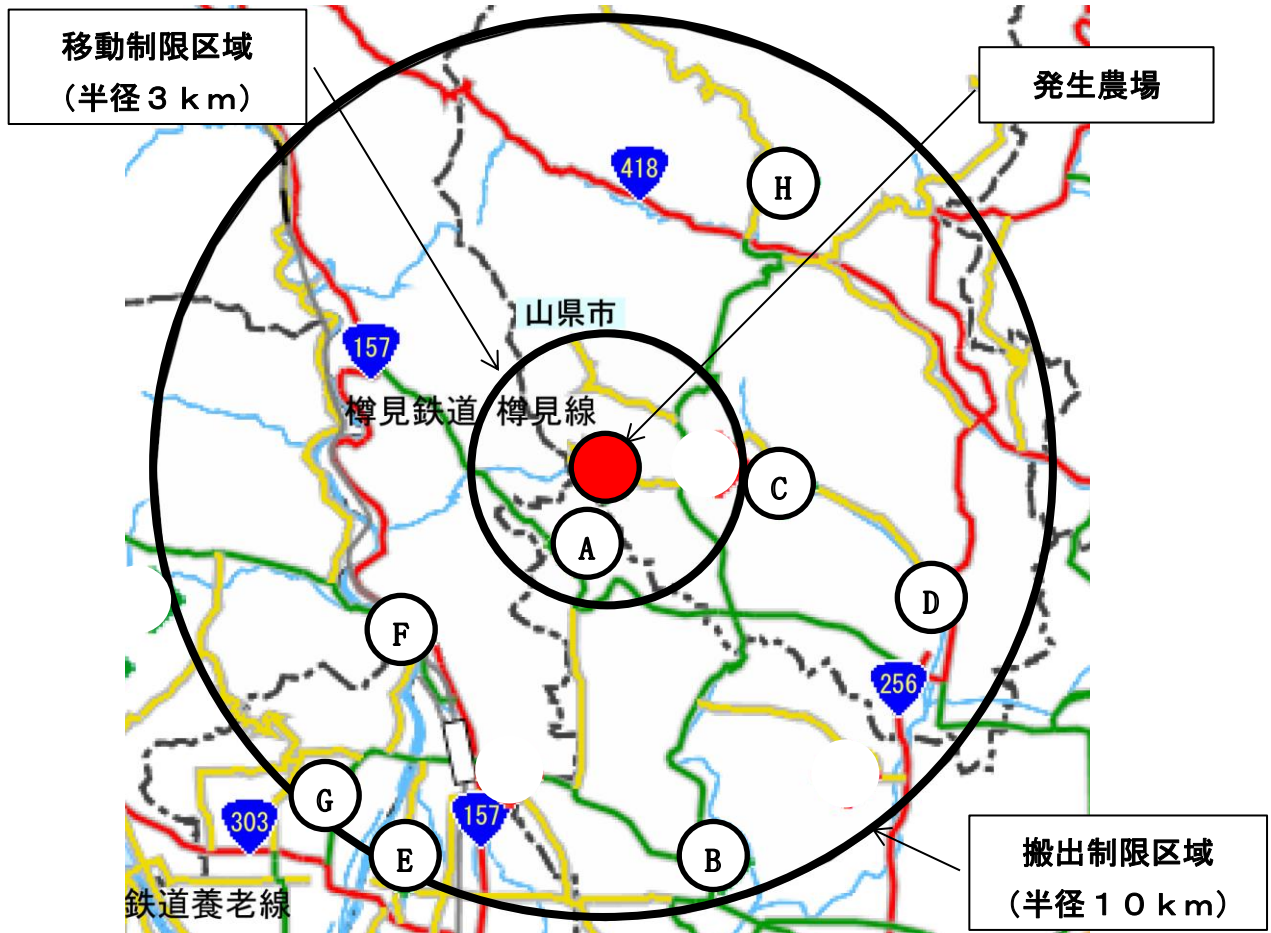 移動制限区域
（半径３ｋｍ）
発生農場
418
H
山県市
157
樽見鉄道 樽見線
C
A
D
F
256
G
303
157
E
B
搬出制限区域
（半径１０ｋｍ）
鉄道養老線